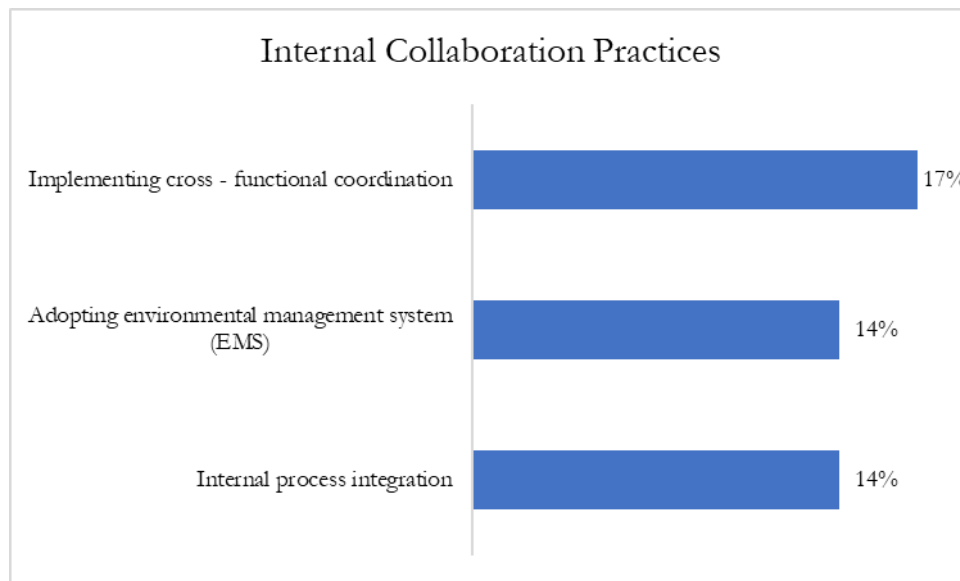 Internal Collaboration Practices
Implementing cross - functional coordination
17%
Adopting environmental management system
(EMS)
14%
Internal process integration
14%